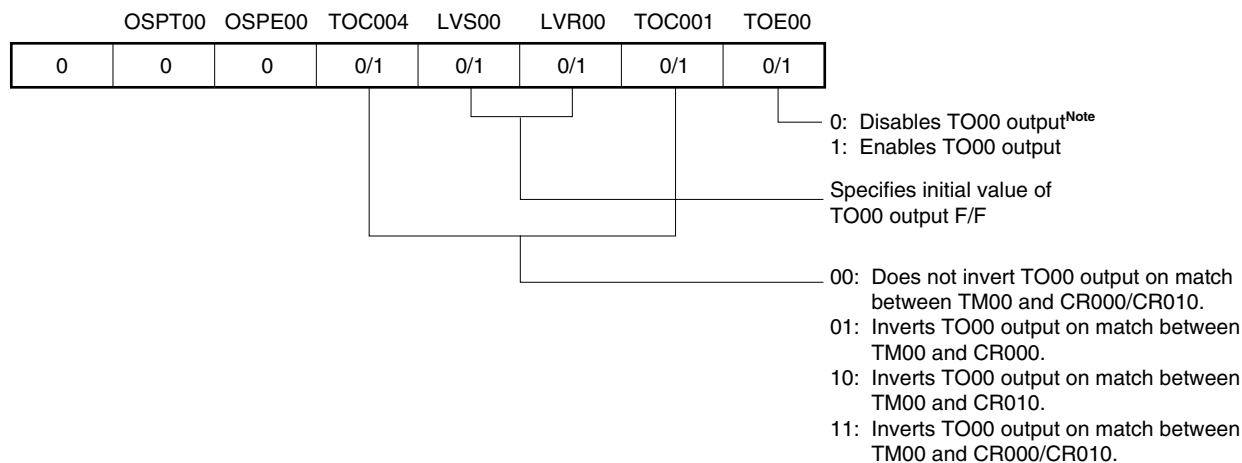 OSPT00 OSPE00 TOC004 LVS00 LVR00 TOC001 TOE00
0 0 0 0/1 0/1 0/1 0/1 0/1
0: Disables TO00 outputNote
1: Enables TO00 output
Specifies initial value of
TO00 output F/F
00: Does not invert TO00 output on match
between TM00 and CR000/CR010.
01: Inverts TO00 output on match between
TM00 and CR000.
10: Inverts TO00 output on match between
TM00 and CR010.
11: Inverts TO00 output on match between
TM00 and CR000/CR010.